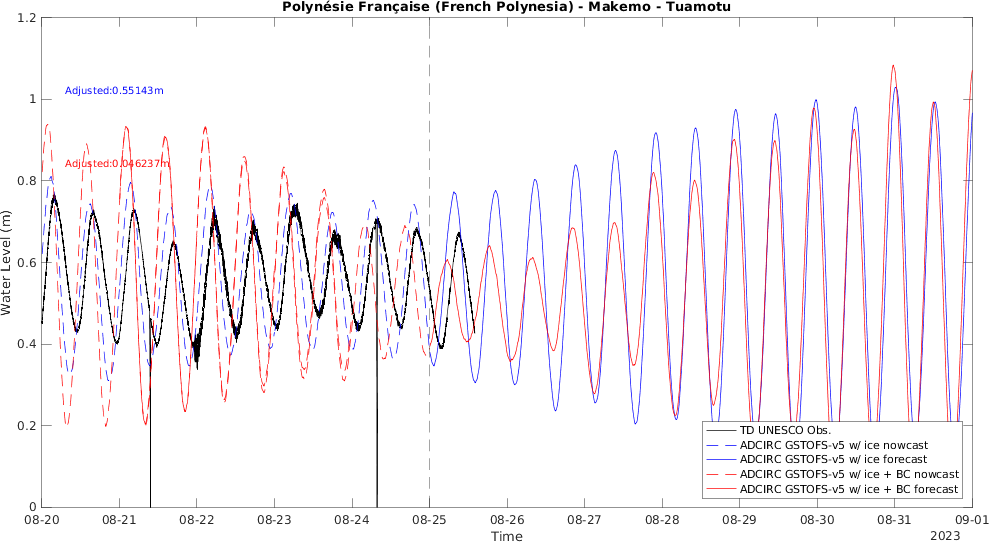 Polynésie Française (French Polynesia) - Makemo - Tuamotu
1.2
1
0.8
0.6
0.4
0.2
0
Water Level (m)
Adjusted:0.55143m
Adjusted:0.046237m
TD UNESCO Obs.
ADCIRC GSTOFS-v5 w/ ice nowcast
ADCIRC GSTOFS-v5 w/ ice forecast
ADCIRC GSTOFS-v5 w/ ice + BC nowcast
ADCIRC GSTOFS-v5 w/ ice + BC forecast
08-20 08-21 08-22 08-23 08-24 08-25 08-26 08-27 08-28 08-29 08-30 08-31 09-01
Time
2023